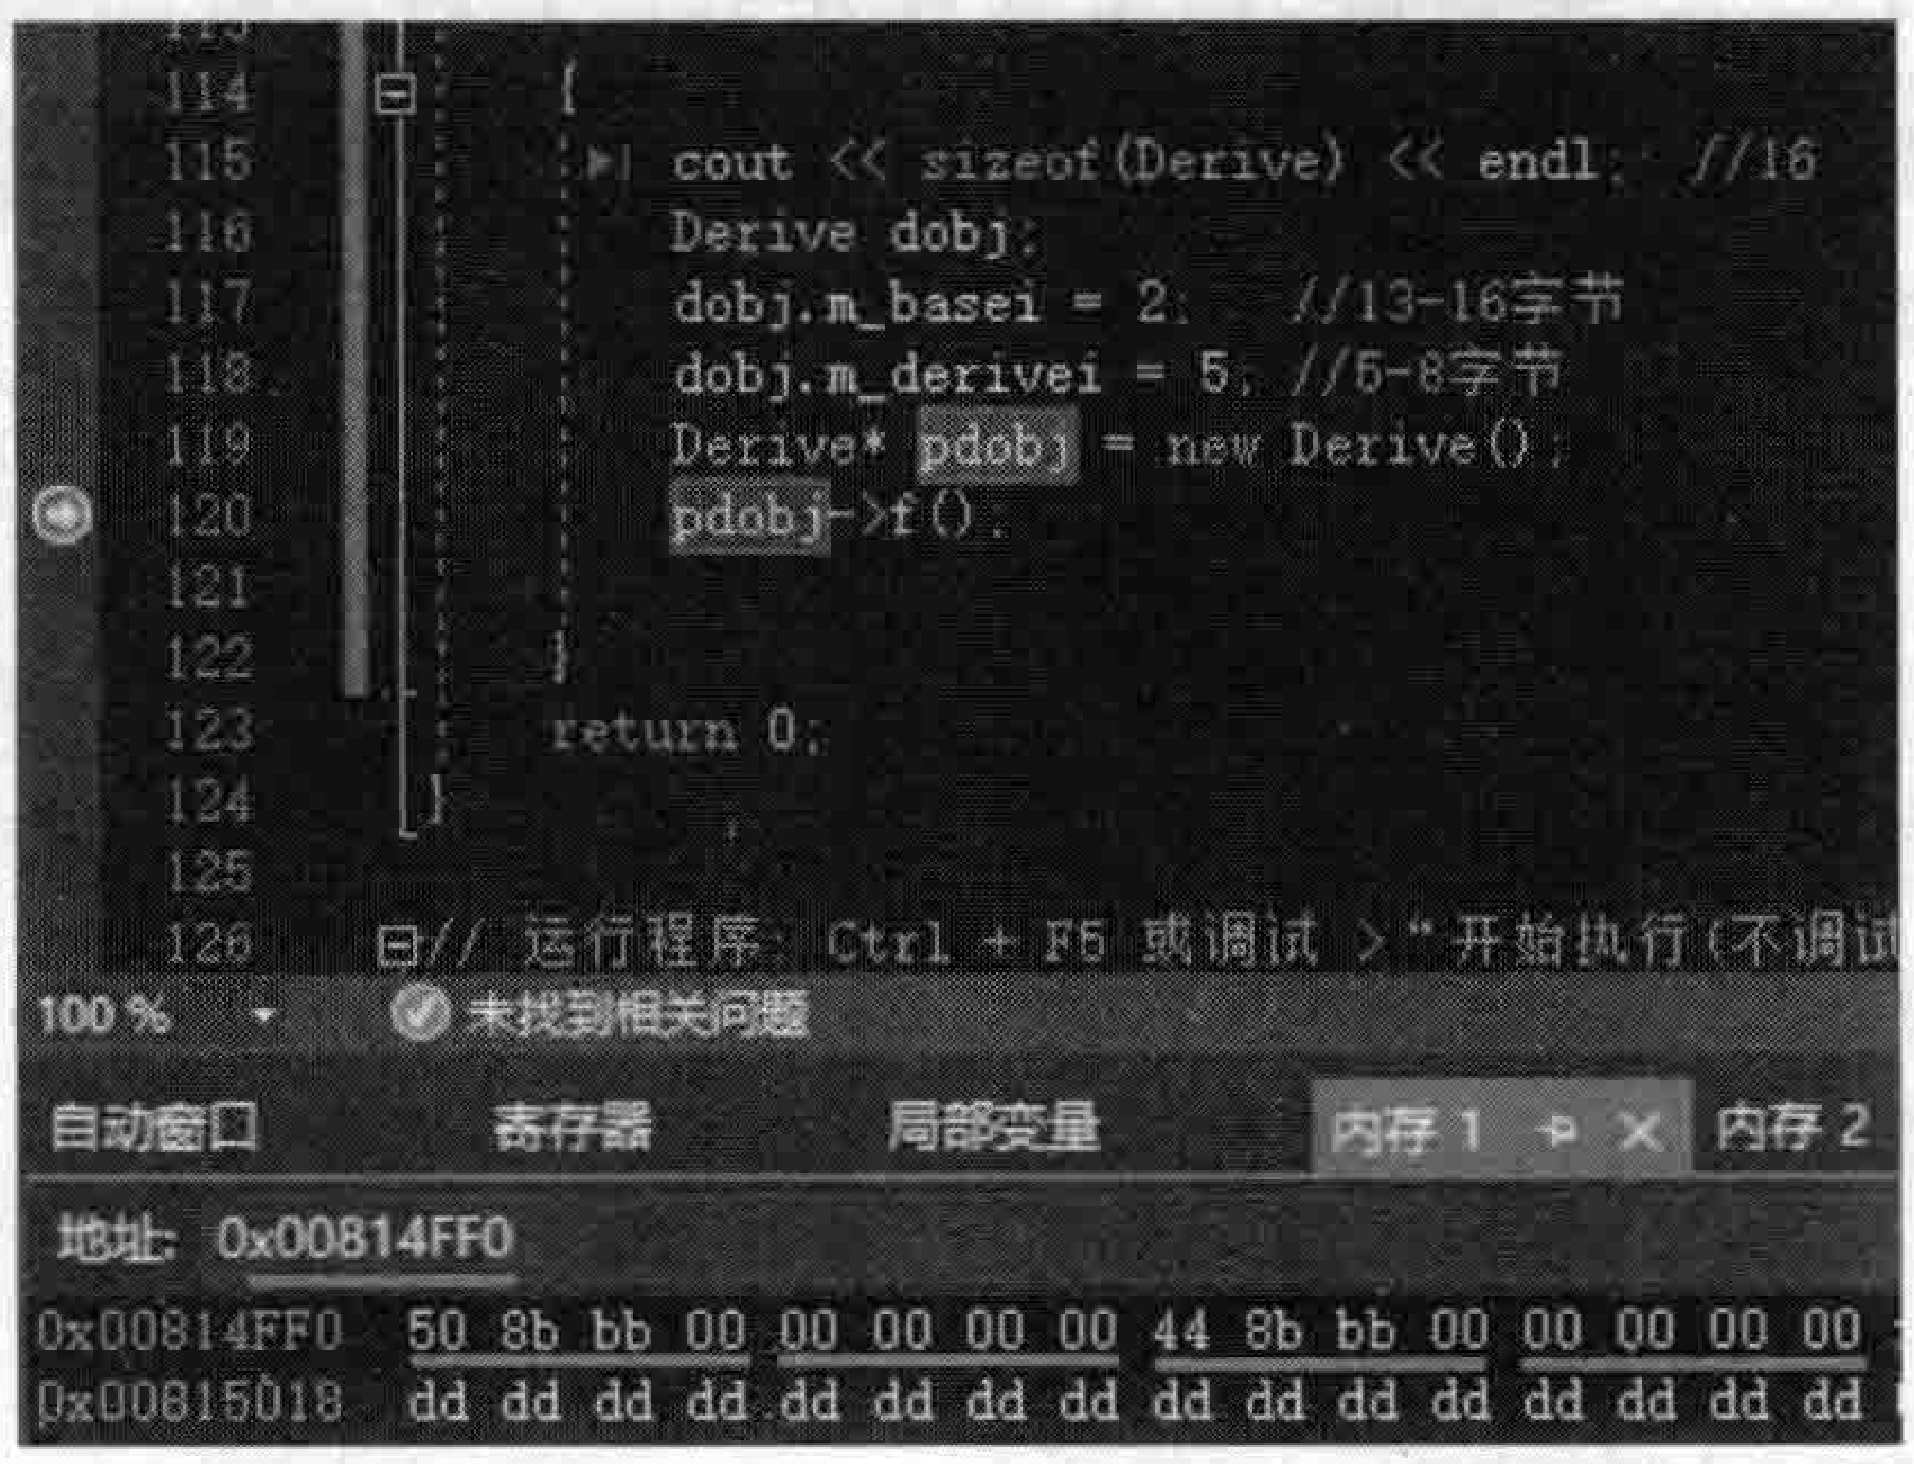 114 {
115 cout << sizeof(Derive) << endl; //16
116 Derive dobj;
117 dobj.m_basei = 2; //13-16字节
118 dobj.m_derivei = 5; //5-8字节
119 Derive* pdobj = new Derive();
120 pdobj->f();
121
122 }
123 return 0;
124 }
125
126 // 运行程序: Ctrl + F5 或调试 >"开始执行(不调试
100 % 未找到相关问题
自动窗口 寄存器 局部变量 内存 1 内存 2
地址: 0x00814FF0
0x00814FF0 50 8b bb 00 00 00 00 00 44 8b bb 00 00 00 00 00
0x00815018 dd dd dd dd dd dd dd dd dd dd dd dd dd dd dd dd